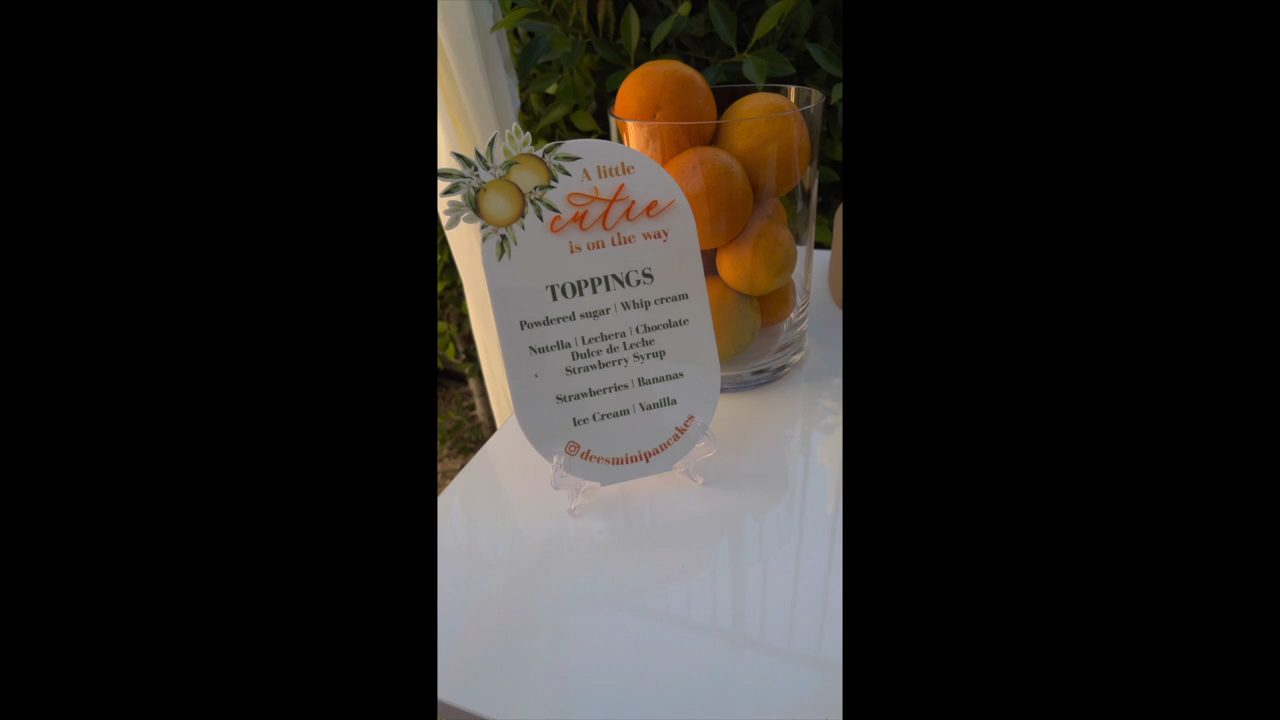 A little
cutie
is on the way
TOPPINGS
Powdered sugar | Whip cream
Nutella | Lechera | Chocolate
Dulce de Leche
Strawberry Syrup
Strawberries | Bananas
Ice Cream | Vanilla
deesminipancakes